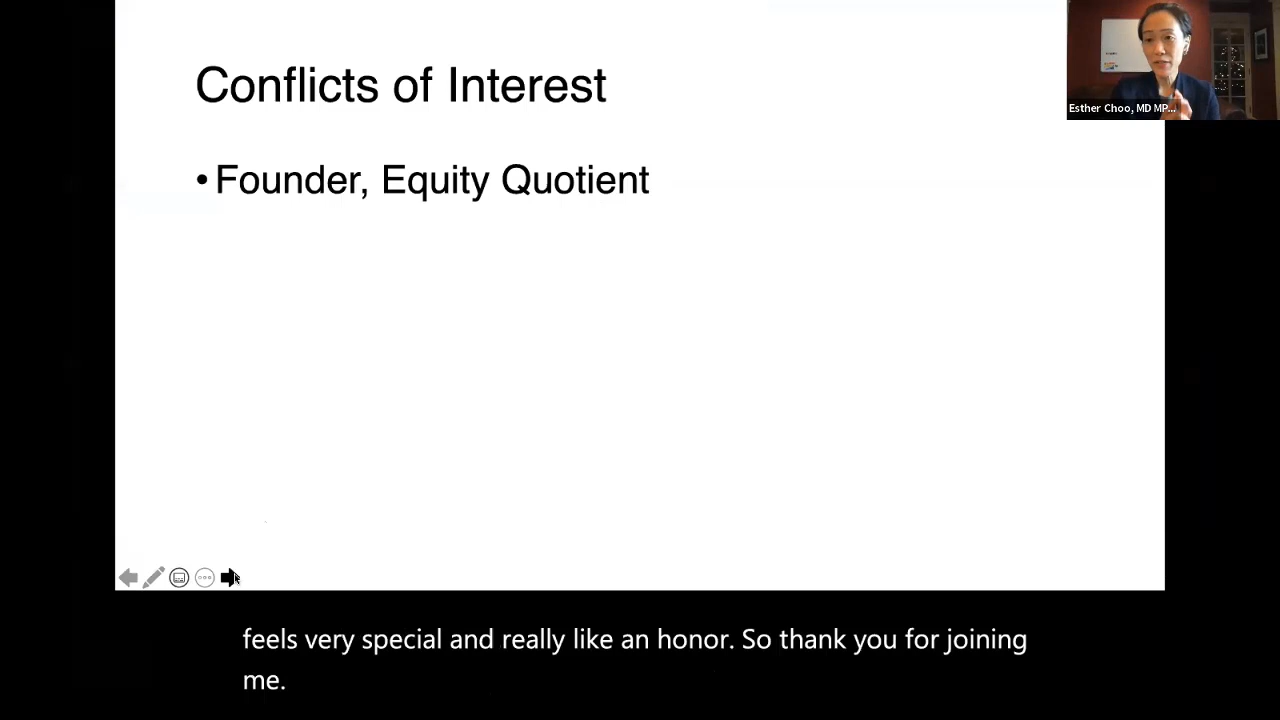 Conflicts of Interest
• Founder, Equity Quotient
Esther Choo, MD MP...
feels very special and really like an honor. So thank you for joining
me.